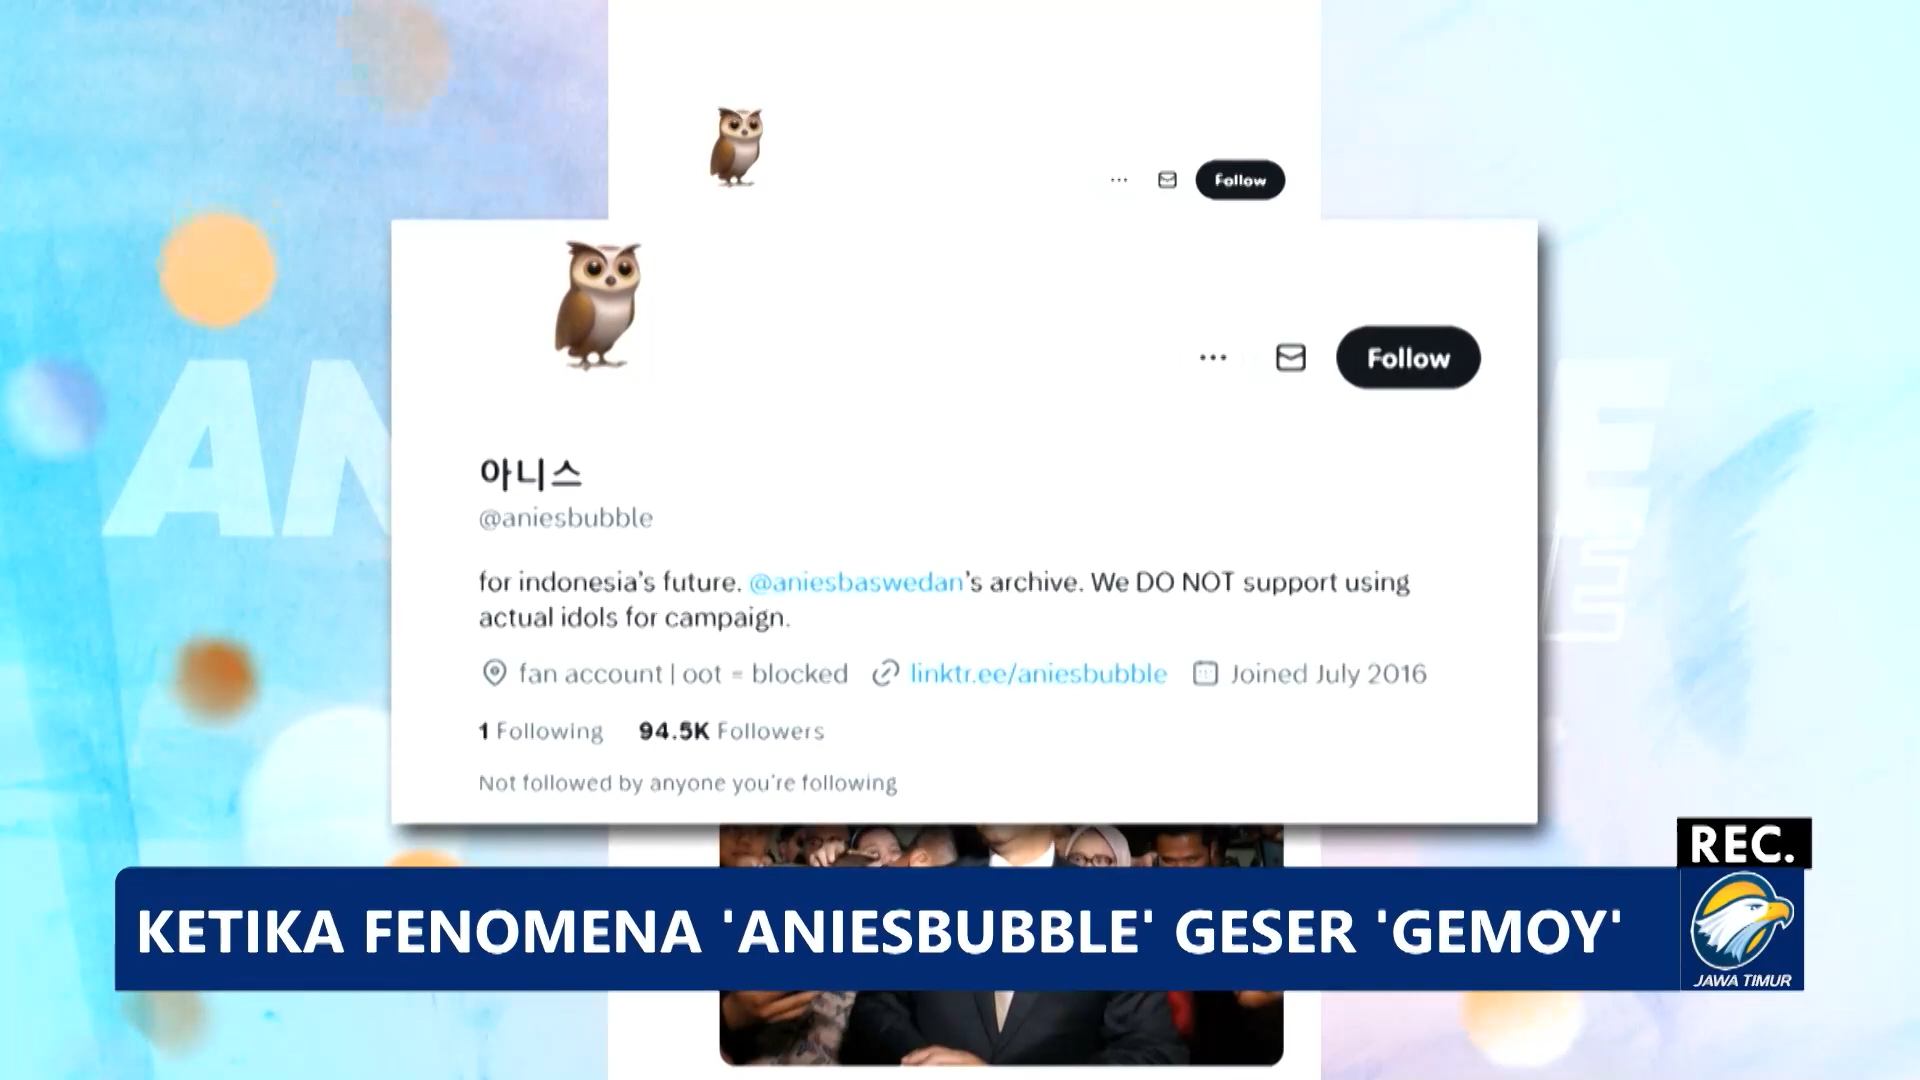 Follow
Follow
아니스
@aniesbubble
for indonesia's future. @aniesbaswedan's archive. We DO NOT support using
actual idols for campaign.
fan account | oot = blocked linktr.ee/aniesbubble Joined July 2016
1 Following 94.5K Followers
Not followed by anyone you're following
REC.
KETIKA FENOMENA 'ANIESBUBBLE' GESER 'GEMOY'
JAWA TIMUR